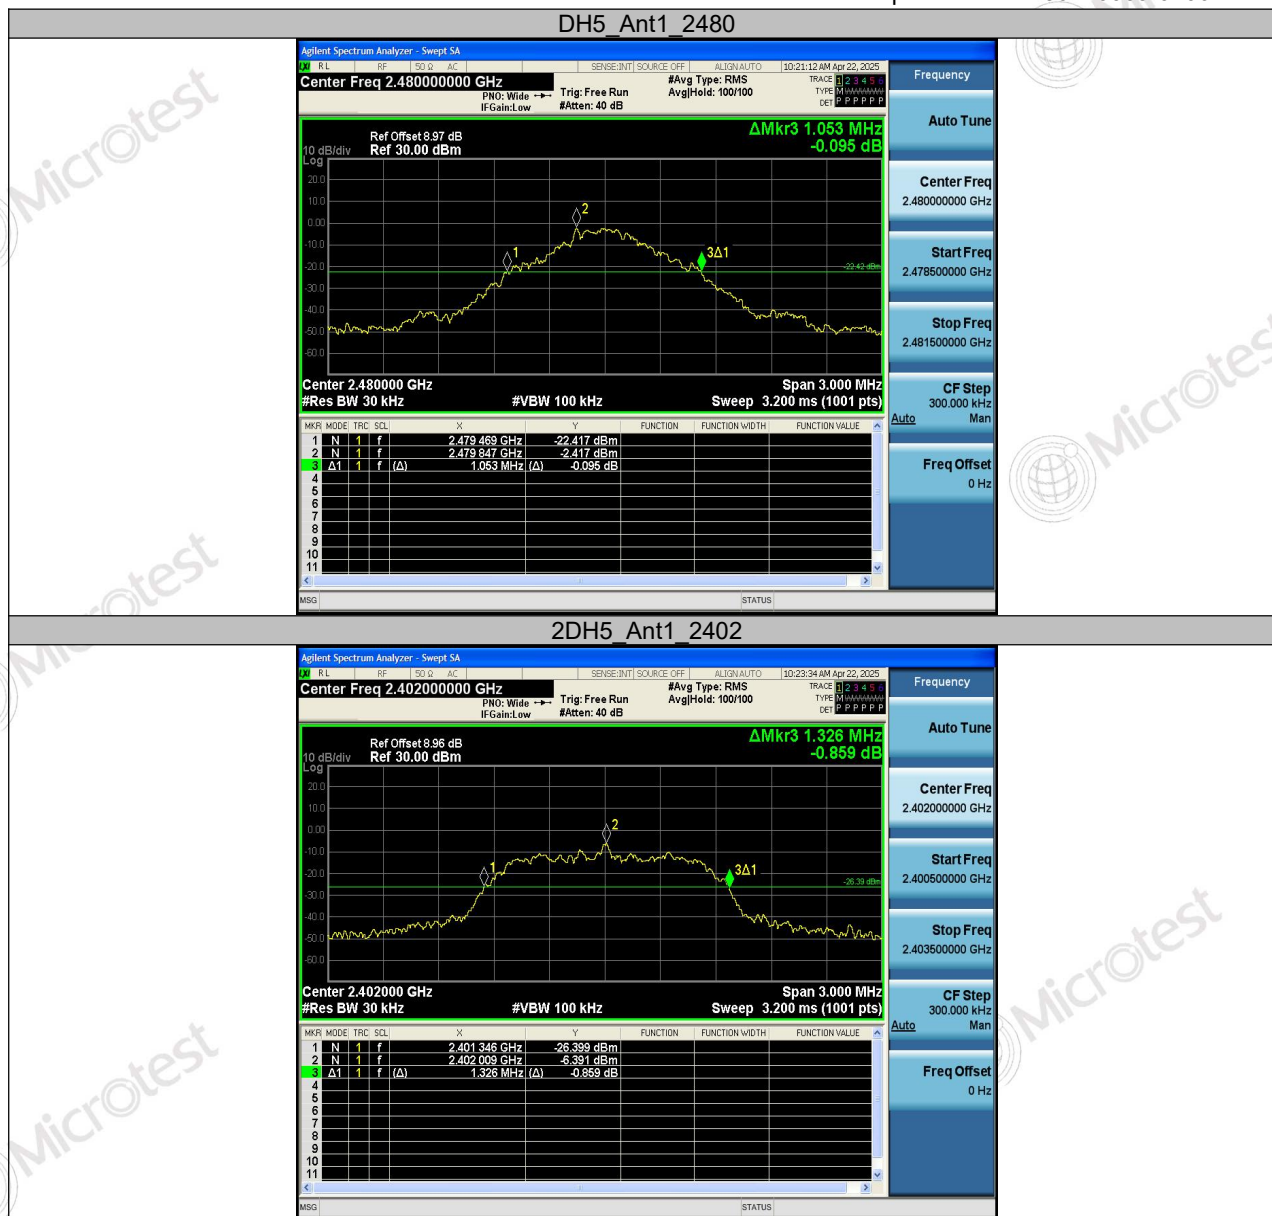 DH5_Ant1_2480
Agilent Spectrum Analyzer - Swept SA
RL RF 50 Ω AC SENSE:INT SOURCE OFF ALIGNAUTO 10:21:12 AM Apr 22, 2025
Center Freq 2.480000000 GHz
PNO: Wide
IFGain:Low
Trig: Free Run
#Atten: 40 dB
#Avg Type: RMS
Avg|Hold: 100/100
TRACE 1 2 3 4 5 6
TYPE M
DET P P P P P P
Ref Offset 8.97 dB
Ref 30.00 dBm
10 dB/div
Log
ΔMkr3 1.053 MHz
-0.095 dB
20.0
10.0
0.00
-10.0
-20.0
-30.0
-40.0
-50.0
-60.0
1
2
3Δ1
-22.42 dBm
Center 2.480000 GHz Span 3.000 MHz
#Res BW 30 kHz #VBW 100 kHz Sweep 3.200 ms (1001 pts)
MKR MODE TRC SCL X Y FUNCTION FUNCTION WIDTH FUNCTION VALUE
1 N 1 f 2.479 469 GHz -22.417 dBm
2 N 1 f 2.479 847 GHz -2.417 dBm
3 Δ1 1 f (Δ) 1.053 MHz (Δ) -0.095 dB
4
5
6
7
8
9
10
11
MSG STATUS
Frequency
Auto Tune
Center Freq
2.480000000 GHz
Start Freq
2.478500000 GHz
Stop Freq
2.481500000 GHz
CF Step
300.000 kHz
Auto Man
Freq Offset
0 Hz
2DH5_Ant1_2402
Agilent Spectrum Analyzer - Swept SA
RL RF 50 Ω AC SENSE:INT SOURCE OFF ALIGNAUTO 10:23:34 AM Apr 22, 2025
Center Freq 2.402000000 GHz
PNO: Wide
IFGain:Low
Trig: Free Run
#Atten: 40 dB
#Avg Type: RMS
Avg|Hold: 100/100
TRACE 1 2 3 4 5 6
TYPE M
DET P P P P P P
Ref Offset 8.96 dB
Ref 30.00 dBm
10 dB/div
Log
ΔMkr3 1.326 MHz
-0.859 dB
20.0
10.0
0.00
-10.0
-20.0
-30.0
-40.0
-50.0
-60.0
1
2
3Δ1
-26.39 dBm
Center 2.402000 GHz Span 3.000 MHz
#Res BW 30 kHz #VBW 100 kHz Sweep 3.200 ms (1001 pts)
MKR MODE TRC SCL X Y FUNCTION FUNCTION WIDTH FUNCTION VALUE
1 N 1 f 2.401 346 GHz -26.399 dBm
2 N 1 f 2.402 009 GHz -6.391 dBm
3 Δ1 1 f (Δ) 1.326 MHz (Δ) -0.859 dB
4
5
6
7
8
9
10
11
MSG STATUS
Frequency
Auto Tune
Center Freq
2.402000000 GHz
Start Freq
2.400500000 GHz
Stop Freq
2.403500000 GHz
CF Step
300.000 kHz
Auto Man
Freq Offset
0 Hz
Microtest
Microtest
Microtest
Microtest
Microtest